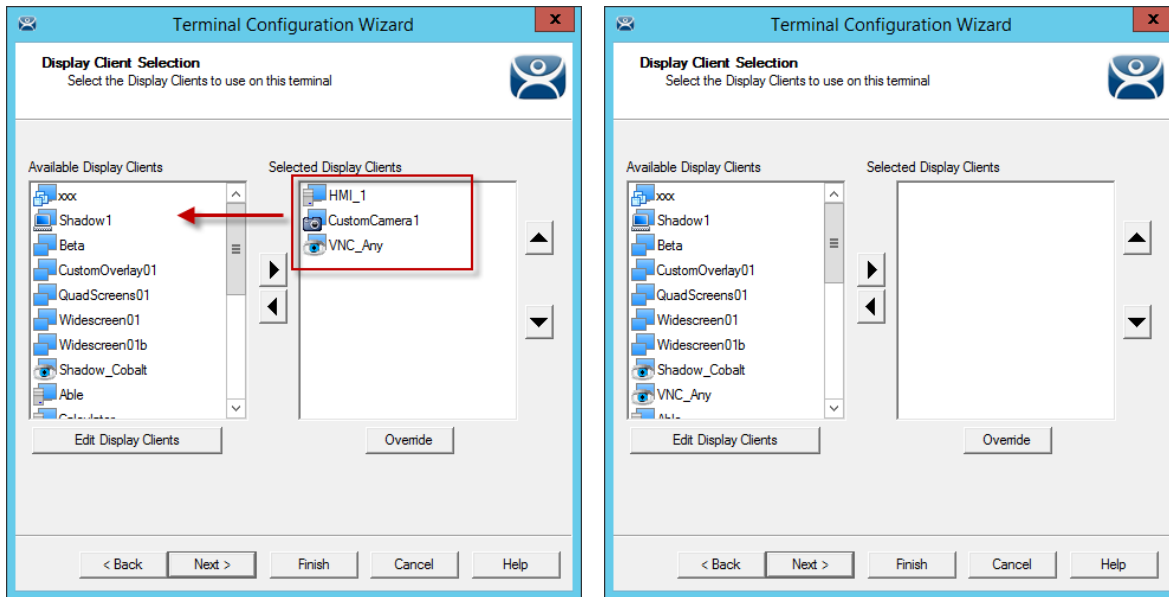 Terminal Configuration Wizard
x
Display Client Selection
Select the Display Clients to use on this terminal
Available Display Clients
Selected Display Clients
xxx
Shadow1
Beta
CustomOverlay01
QuadScreens01
Widescreen01
Widescreen01b
Shadow_Cobalt
Able
Calculator
HMI_1
CustomCamera1
VNC_Any
Edit Display Clients
Override
< Back
Next >
Finish
Cancel
Help
Terminal Configuration Wizard
x
Display Client Selection
Select the Display Clients to use on this terminal
Available Display Clients
Selected Display Clients
xxx
Shadow1
Beta
CustomOverlay01
QuadScreens01
Widescreen01
Widescreen01b
Shadow_Cobalt
VNC_Any
Able
Edit Display Clients
Override
< Back
Next >
Finish
Cancel
Help